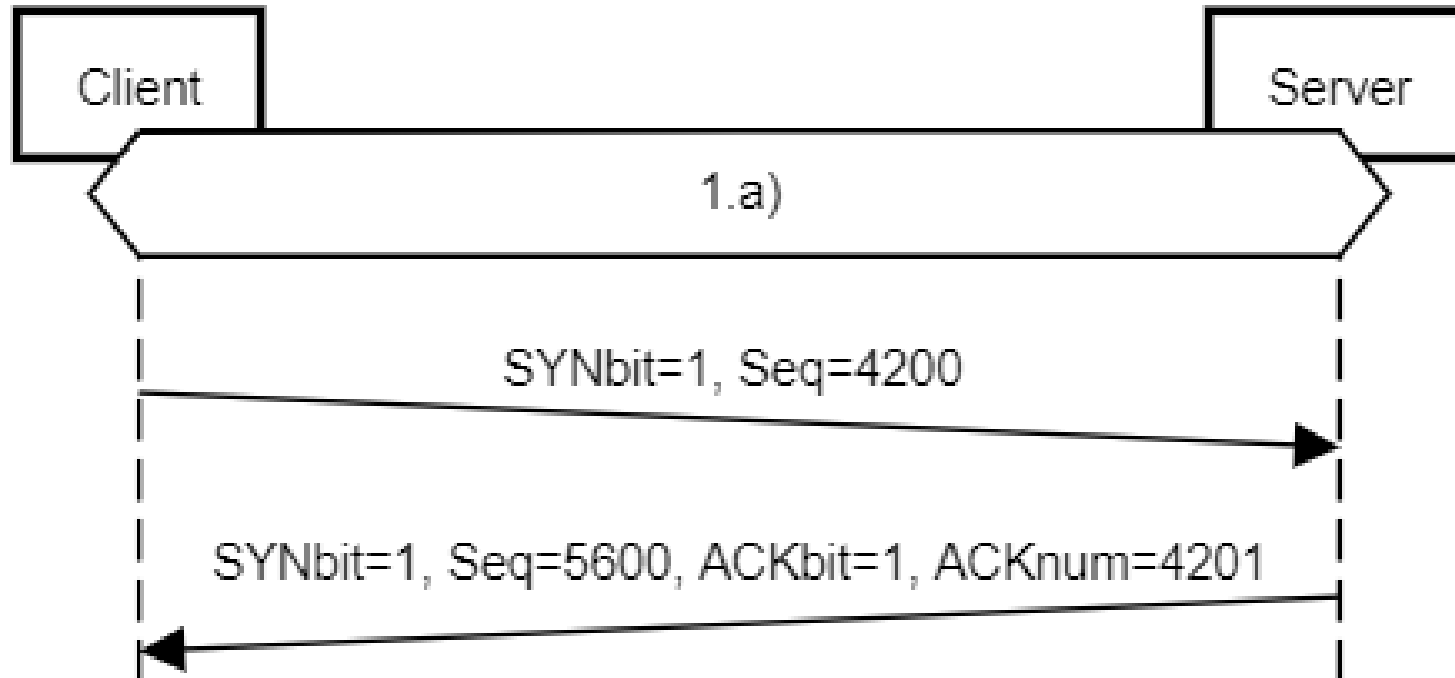 Client
Server
1.a)
SYNbit=1, Seq=4200
SYNbit=1, Seq=5600, ACKbit=1, ACKnum=4201